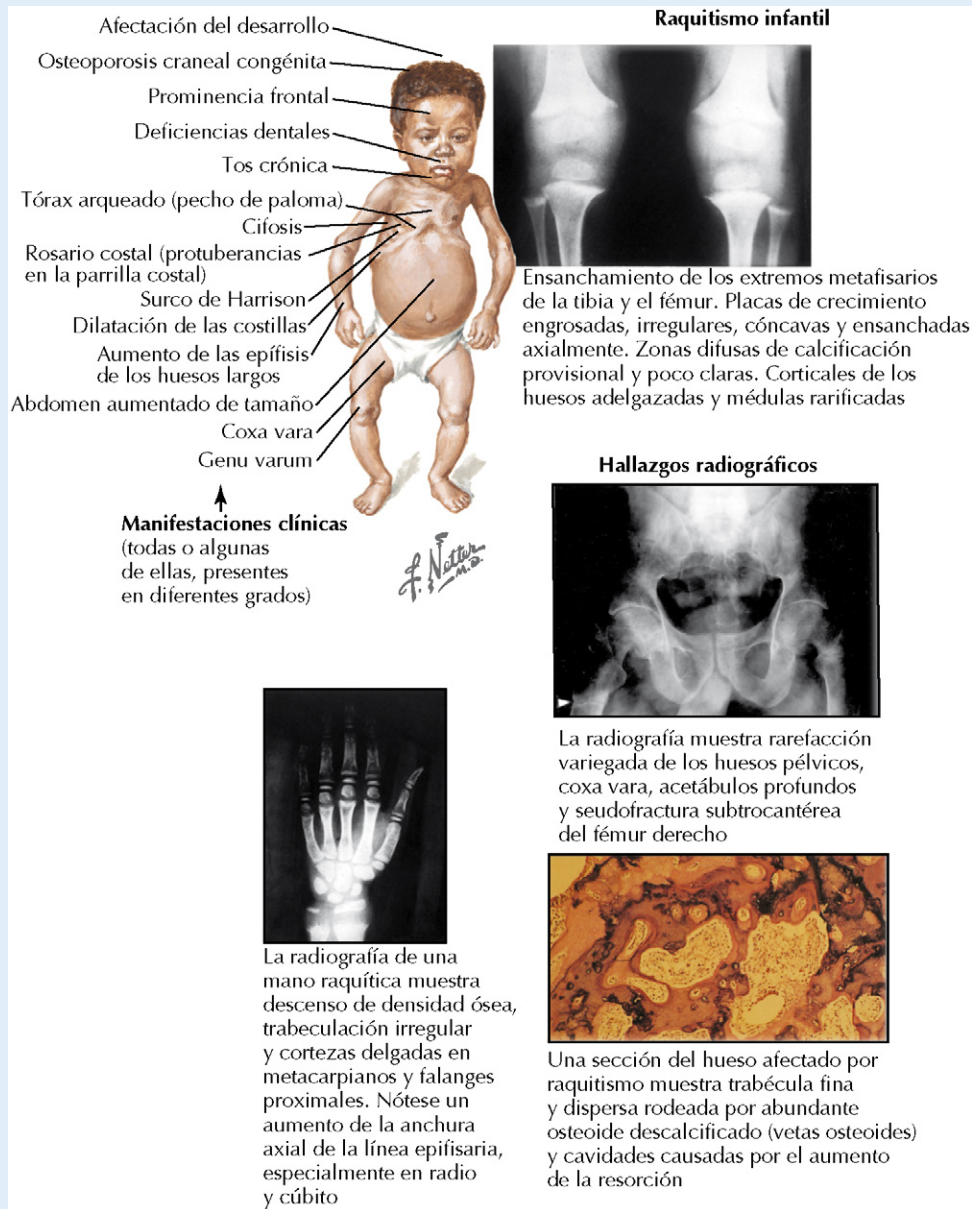 Afectación del desarrollo
Osteoporosis craneal congénita
Prominencia frontal
Deficiencias dentales
Tos crónica
Tórax arqueado (pecho de paloma)
Cifosis
Rosario costal (protuberancias
en la parrilla costal)
Surco de Harrison
Dilatación de las costillas
Aumento de las epífisis
de los huesos largos
Abdomen aumentado de tamaño
Coxa vara
Genu varum
Manifestaciones clínicas
(todas o algunas
de ellas, presentes
en diferentes grados)
F. Netter
M.D.
Raquitismo infantil
Ensanchamiento de los extremos metafisarios
de la tibia y el fémur. Placas de crecimiento
engrosadas, irregulares, cóncavas y ensanchadas
axialmente. Zonas difusas de calcificación
provisional y poco claras. Corticales de los
huesos adelgazadas y médulas rarificadas
Hallazgos radiográficos
La radiografía muestra rarefacción
variegada de los huesos pélvicos,
coxa vara, acetábulos profundos
y seudofractura subtrocantérea
del fémur derecho
La radiografía de una
mano raquítica muestra
descenso de densidad ósea,
trabeculación irregular
y cortezas delgadas en
metacarpianos y falanges
proximales. Nótese un
aumento de la anchura
axial de la línea epifisaria,
especialmente en radio
y cúbito
Una sección del hueso afectado por
raquitismo muestra trabécula fina
y dispersa rodeada por abundante
osteoide descalcificado (vetas osteoides)
y cavidades causadas por el aumento
de la resorción